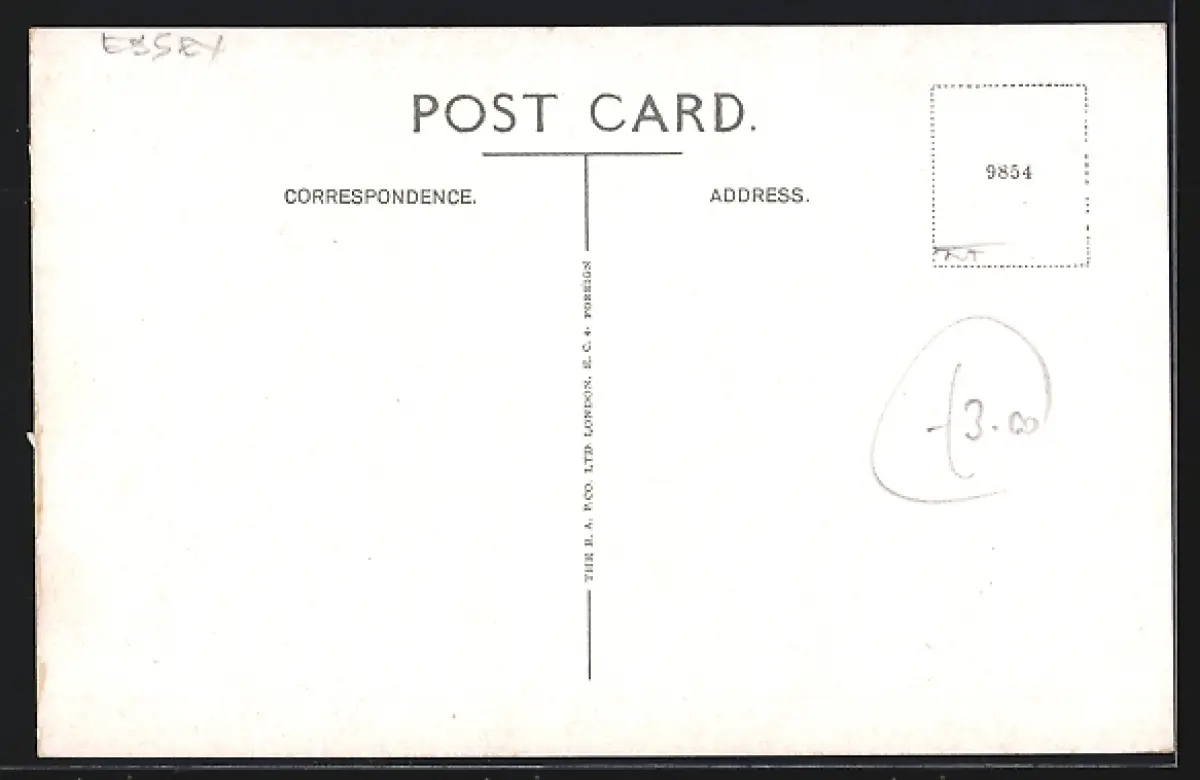 ESSEX
POST CARD.
CORRESPONDENCE.
ADDRESS.
9854
THE R. A. P. CO. LTD. LONDON. E. C. 4. FOREIGN
£3.00